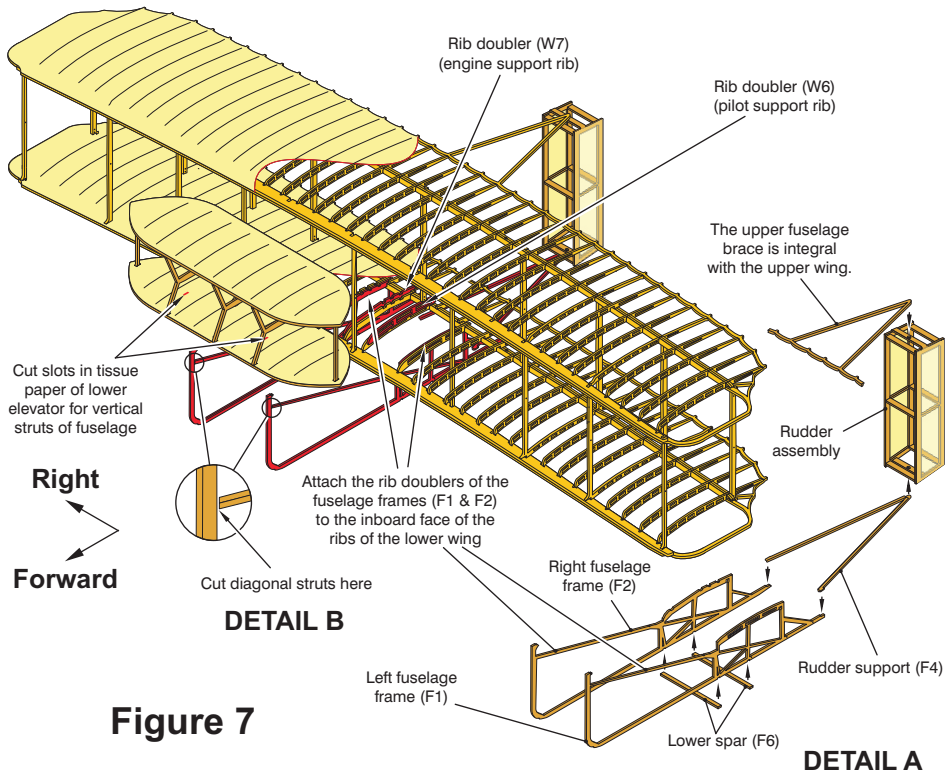 Rib doubler (W7)
(engine support rib)
Rib doubler (W6)
(pilot support rib)
The upper fuselage
brace is integral
with the upper wing.
Cut slots in tissue
paper of lower
elevator for vertical
struts of fuselage
Rudder
assembly
Right
Forward
Attach the rib doublers of the
fuselage frames (F1 & F2)
to the inboard face of the
ribs of the lower wing
Cut diagonal struts here
DETAIL B
Right fuselage
frame (F2)
Rudder support (F4)
Left fuselage
frame (F1)
Lower spar (F6)
Figure 7
DETAIL A